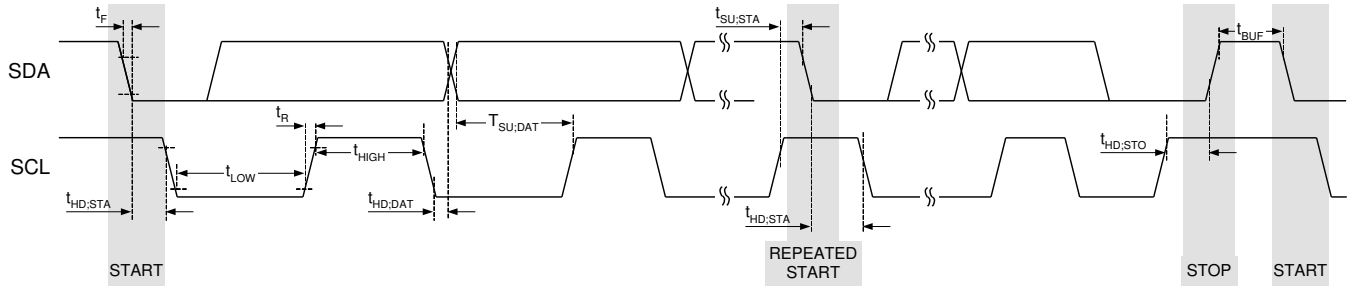 tF
tSU;STA
tBUF
SDA
tR
TSU;DAT
tHIGH
tHD;STO
SCL
tLOW
tHD;STA
tHD;DAT
tHD;STA
START
REPEATED
START
STOP
START